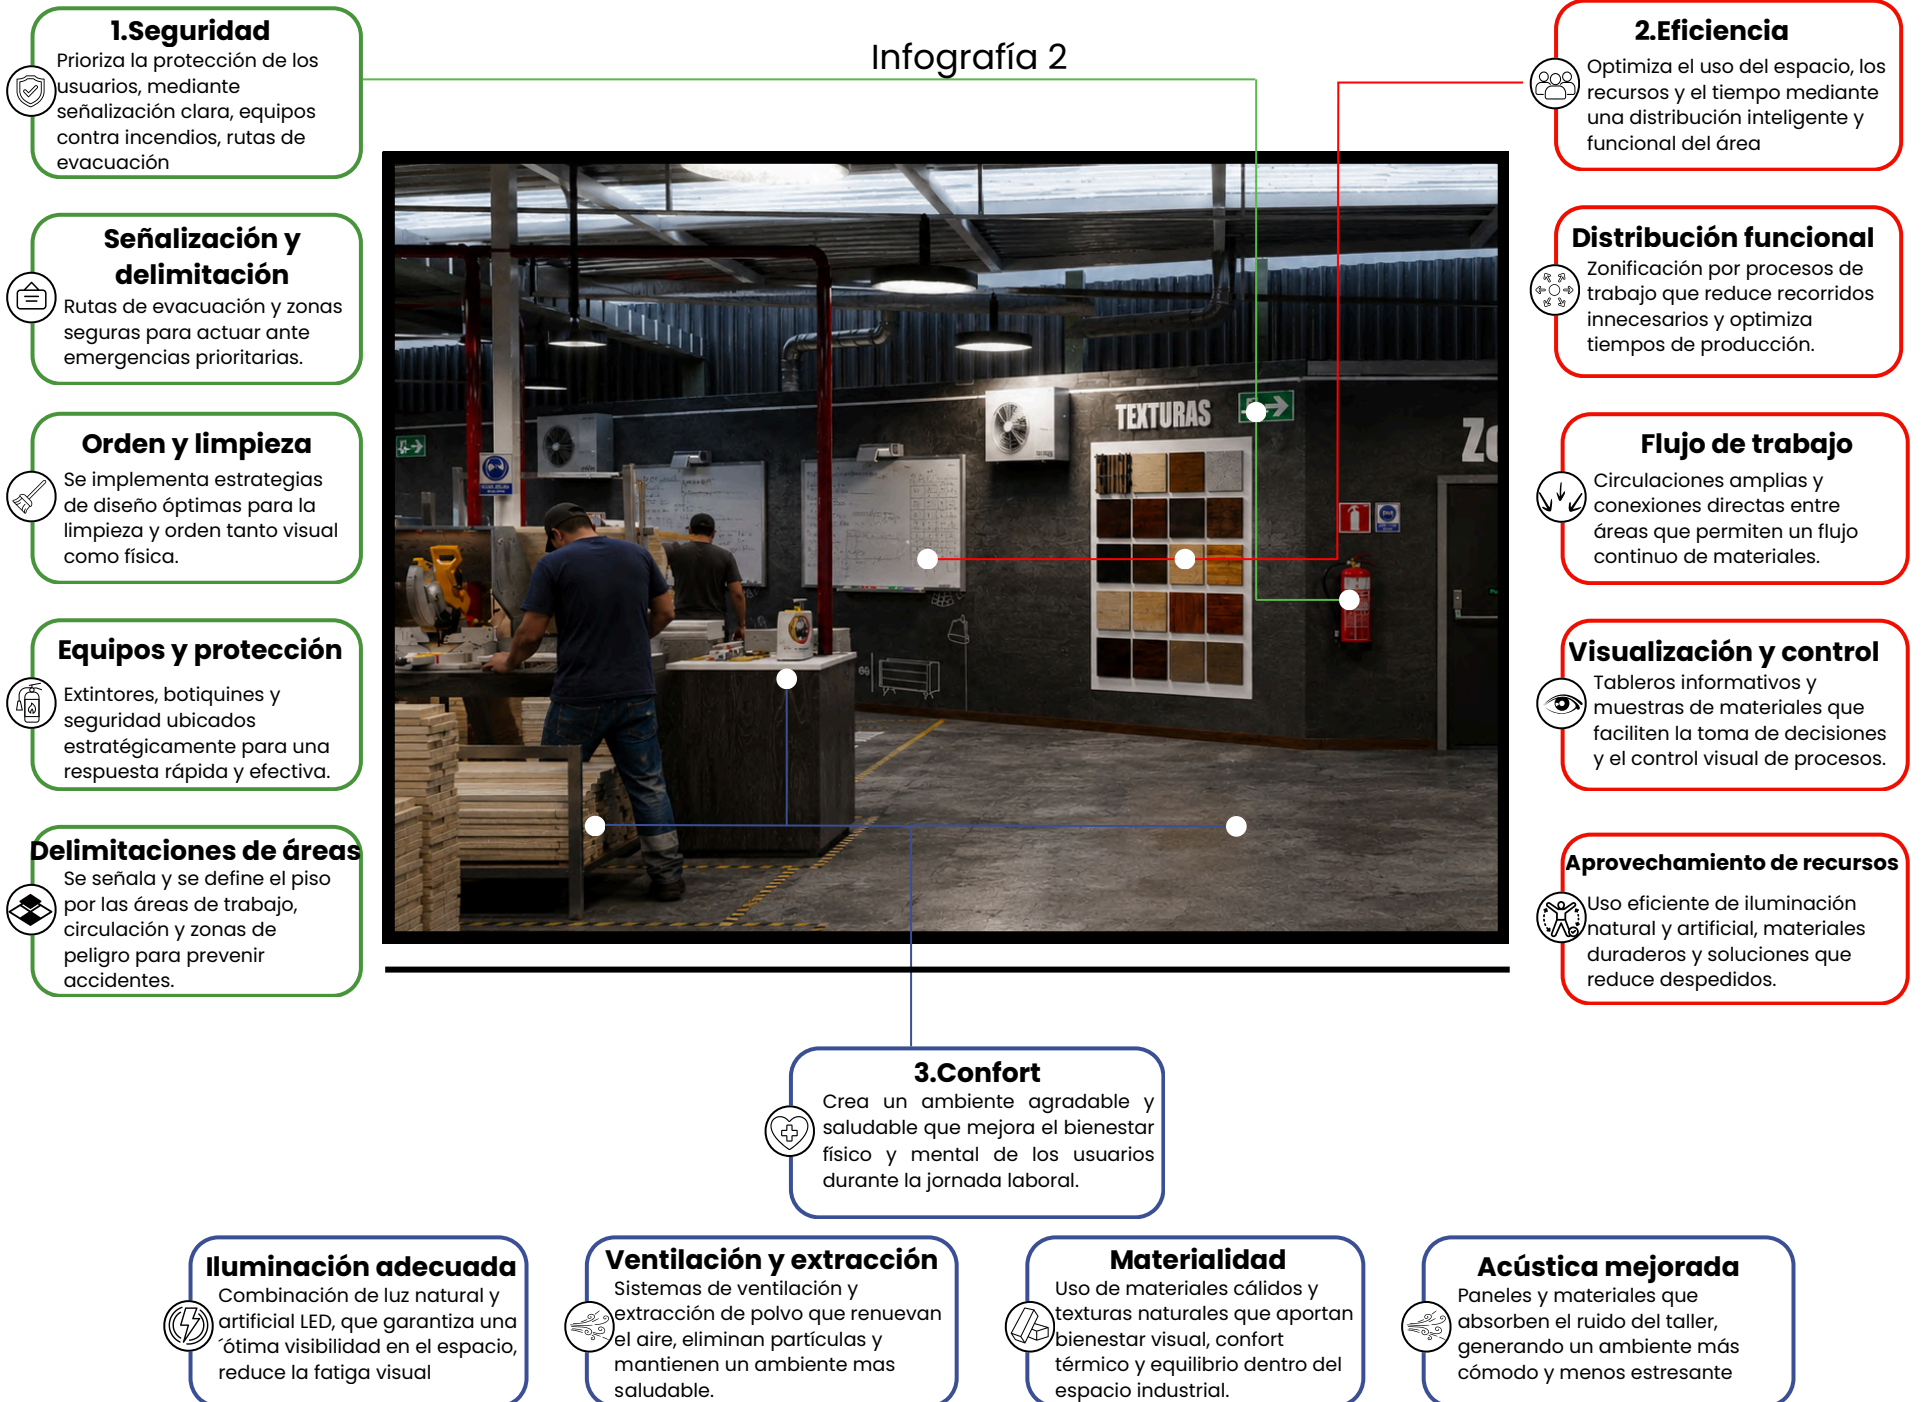 Infografía 2
1.Seguridad
Prioriza la protección de los
usuarios, mediante
señalización clara, equipos
contra incendios, rutas de
evacuación
Señalización y
delimitación
Rutas de evacuación y zonas
seguras para actuar ante
emergencias prioritarias.
Orden y limpieza
Se implementa estrategias
de diseño óptimas para la
limpieza y orden tanto visual
como física.
Equipos y protección
Extintores, botiquines y
seguridad ubicados
estratégicamente para una
respuesta rápida y efectiva.
Delimitaciones de áreas
Se señala y se define el piso
por las áreas de trabajo,
circulación y zonas de
peligro para prevenir
accidentes.
TEXTURAS
2.Eficiencia
Optimiza el uso del espacio, los
recursos y el tiempo mediante
una distribución inteligente y
funcional del área
Distribución funcional
Zonificación por procesos de
trabajo que reduce recorridos
innecesarios y optimiza
tiempos de producción.
Flujo de trabajo
Circulaciones amplias y
conexiones directas entre
áreas que permiten un flujo
continuo de materiales.
Visualización y control
Tableros informativos y
muestras de materiales que
faciliten la toma de decisiones
y el control visual de procesos.
Aprovechamiento de recursos
Uso eficiente de iluminación
natural y artificial, materiales
duraderos y soluciones que
reduce despedidos.
3.Confort
Crea un ambiente agradable y
saludable que mejora el bienestar
físico y mental de los usuarios
durante la jornada laboral.
Iluminación adecuada
Combinación de luz natural y
artificial LED, que garantiza una
´ótima visibilidad en el espacio,
reduce la fatiga visual
Ventilación y extracción
Sistemas de ventilación y
extracción de polvo que renuevan
el aire, eliminan partículas y
mantienen un ambiente mas
saludable.
Materialidad
Uso de materiales cálidos y
texturas naturales que aportan
bienestar visual, confort
térmico y equilibrio dentro del
espacio industrial.
Acústica mejorada
Paneles y materiales que
absorben el ruido del taller,
generando un ambiente más
cómodo y menos estresante